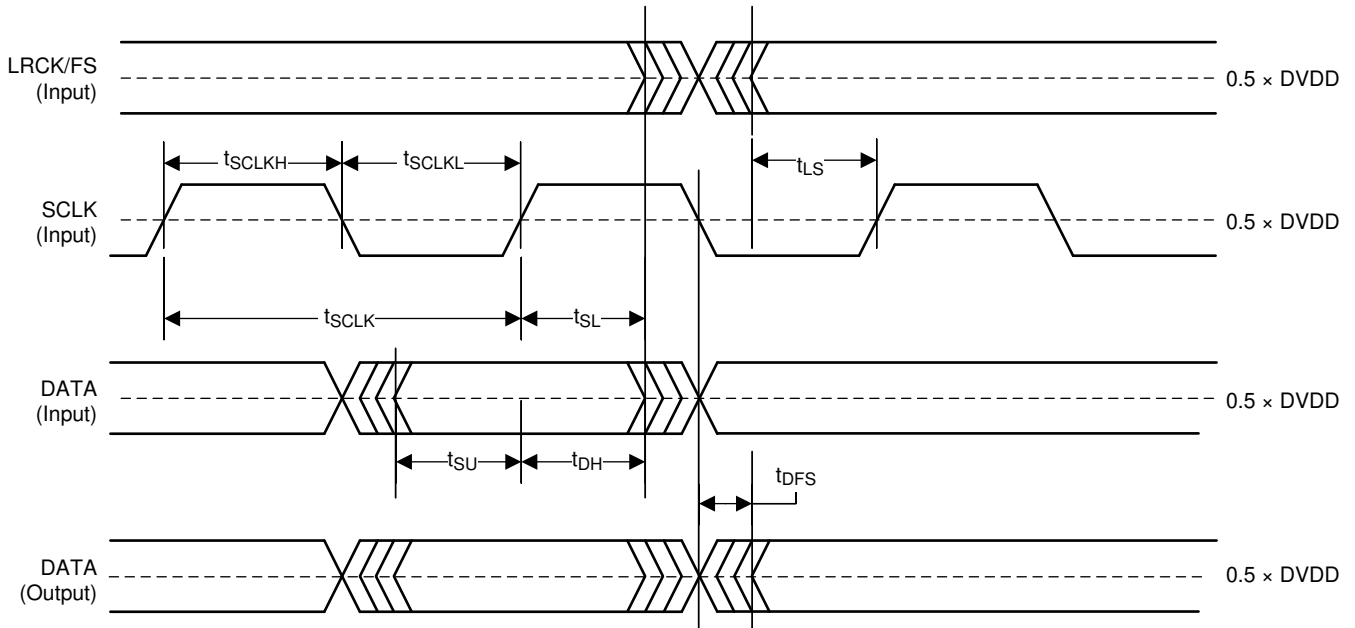 LRCK/FS
(Input)
0.5 × DVDD
tSCLKH
tSCLKL
tLS
SCLK
(Input)
0.5 × DVDD
tSCLK
tSL
DATA
(Input)
0.5 × DVDD
tSU
tDH
tDFS
DATA
(Output)
0.5 × DVDD